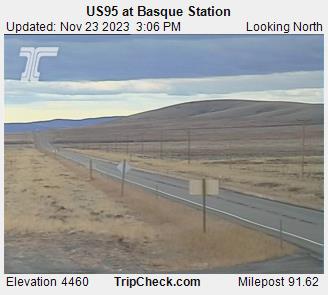 US95 at Basque Station
Updated: Nov 23 2023 3:06 PM Looking North
Elevation 4460 TripCheck.com Milepost 91.62